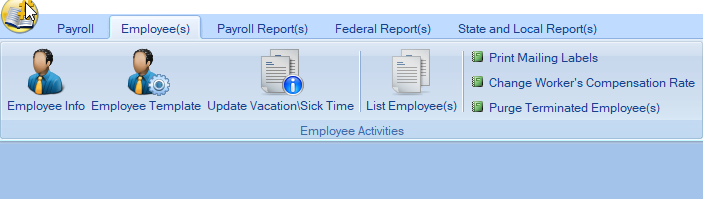 Payroll
Employee(s)
Payroll Report(s)
Federal Report(s)
State and Local Report(s)
Employee Info
Employee Template
Update Vacation\Sick Time
List Employee(s)
Print Mailing Labels
Change Worker's Compensation Rate
Purge Terminated Employee(s)
Employee Activities